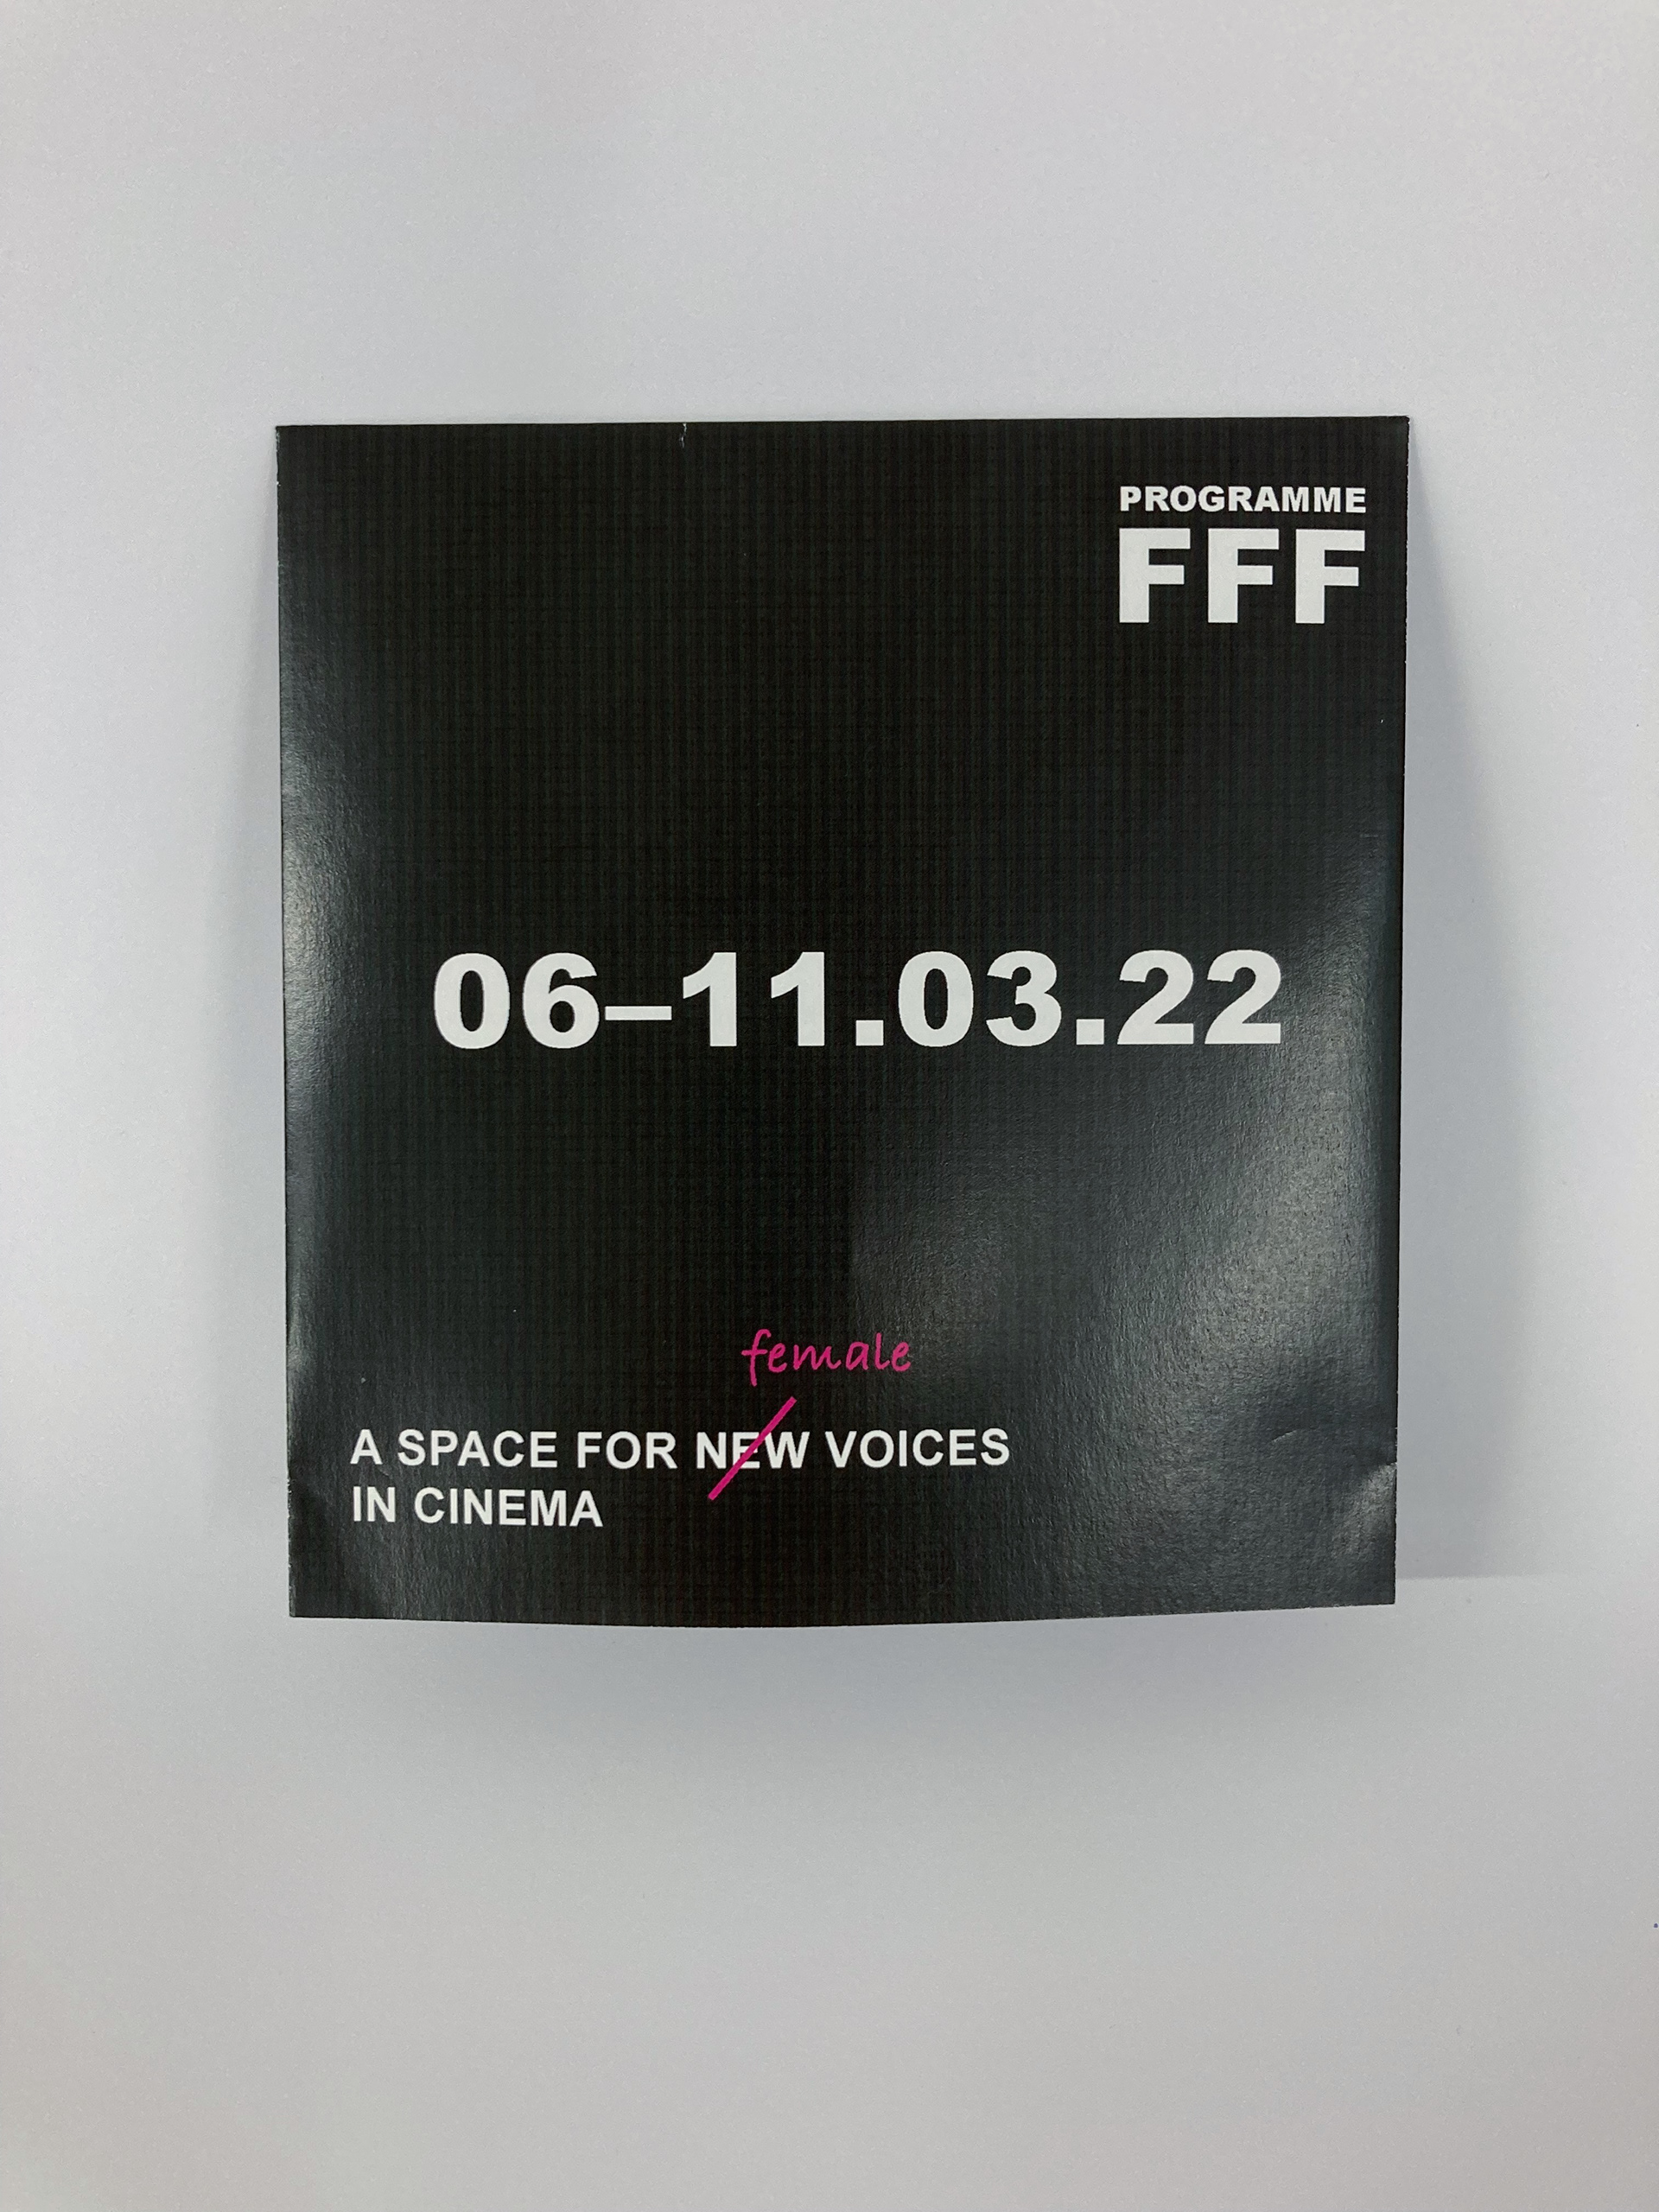 PROGRAMME
FFF
06–11.03.22
female
A SPACE FOR NEW VOICES
IN CINEMA